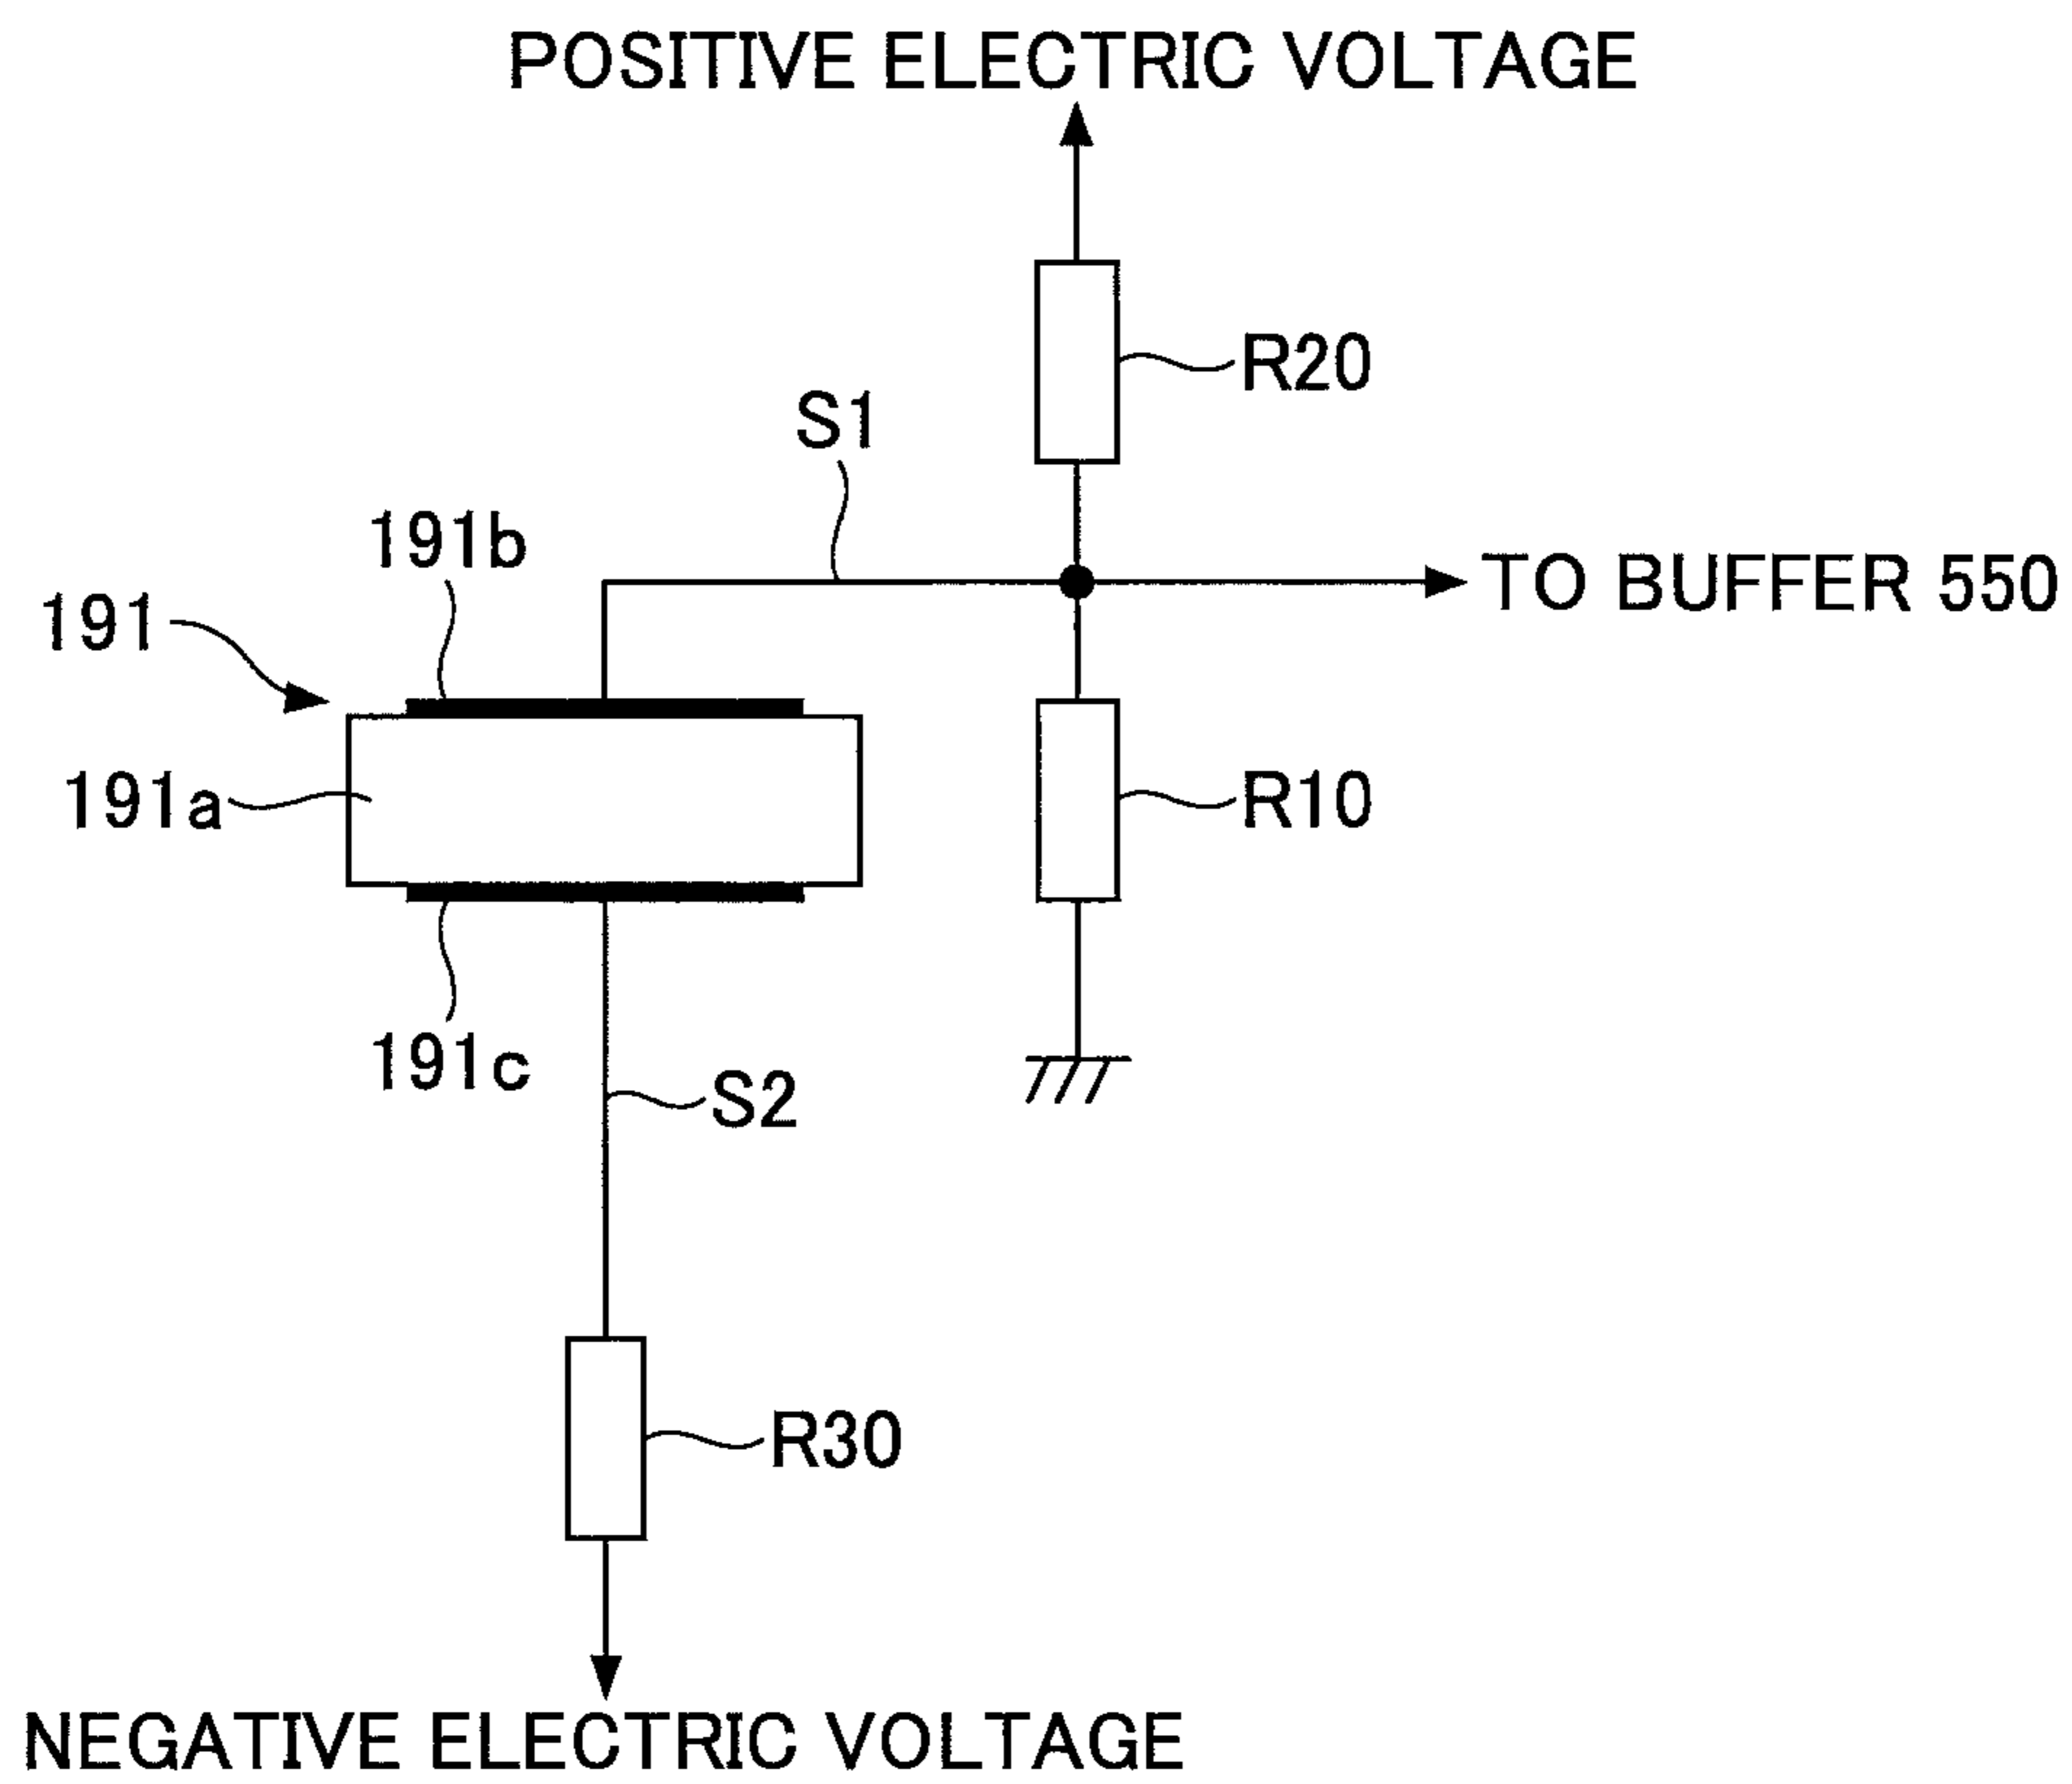 POSITIVE ELECTRIC VOLTAGE
R20
S1
191b
TO BUFFER 550
191
191a
R10
191c
S2
R30
NEGATIVE ELECTRIC VOLTAGE